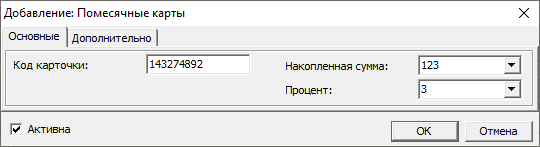 Добавление: Помесячные карты
Основные Дополнительно
Код карточки: 143274892 Накопленная сумма: 123
Процент: 3
Активна OK Отмена